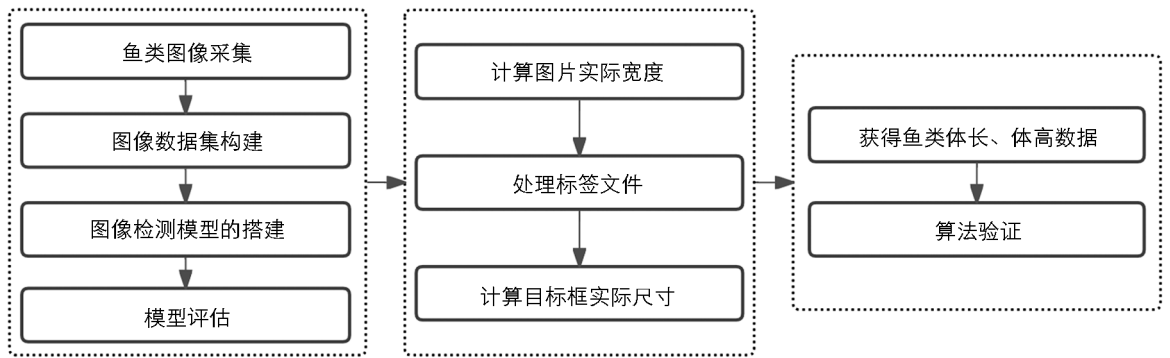 鱼类图像采集
图像数据集构建
图像检测模型的搭建
模型评估
计算图片实际宽度
处理标签文件
计算目标框实际尺寸
获得鱼类体长、体高数据
算法验证